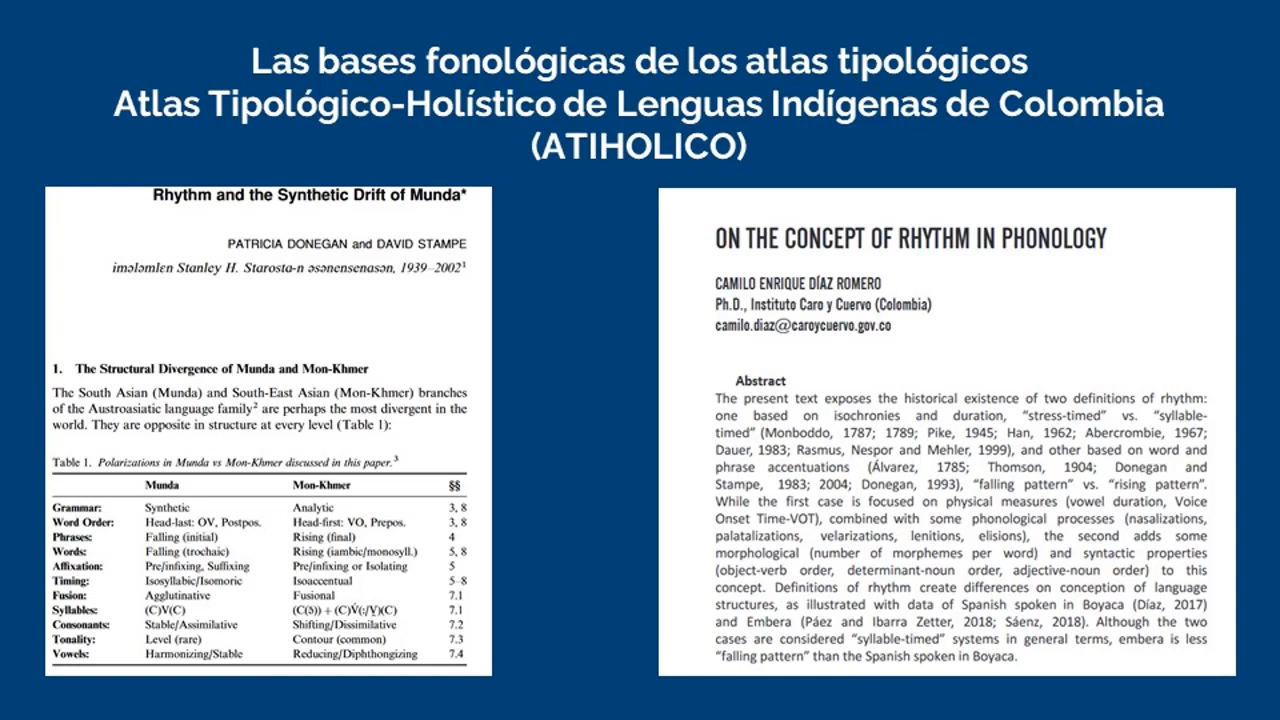 Las bases fonológicas de los atlas tipológicos
Atlas Tipológico-Holístico de Lenguas Indígenas de Colombia
(ATIHOLICO)
Rhythm and the Synthetic Drift of Munda*
PATRICIA DONEGAN and DAVID STAMPE
imələmlɛn Stanley H. Starosta-n əsənensenasən, 1939–2002¹
1. The Structural Divergence of Munda and Mon-Khmer
The South Asian (Munda) and South-East Asian (Mon-Khmer) branches
of the Austroasiatic language family² are perhaps the most divergent in the
world. They are opposite in structure at every level (Table 1):
Table 1. Polarizations in Munda vs Mon-Khmer discussed in this paper.³
Munda Mon-Khmer §§
Grammar: Synthetic Analytic 3, 8
Word Order: Head-last: OV, Postpos. Head-first: VO, Prepos. 3, 8
Phrases: Falling (initial) Rising (final) 4
Words: Falling (trochaic) Rising (iambic/monosyll.) 5, 8
Affixation: Pre/infixing, Suffixing Pre/infixing or Isolating 5
Timing: Isosyllabic/Isomoric Isoaccentual 5–8
Fusion: Agglutinative Fusional 7.1
Syllables: (C)V(C) (C(ə̆)) + (C)V́(:/V̯)(C) 7.1
Consonants: Stable/Assimilative Shifting/Dissimilative 7.2
Tonality: Level (rare) Contour (common) 7.3
Vowels: Harmonizing/Stable Reducing/Diphthongizing 7.4
ON THE CONCEPT OF RHYTHM IN PHONOLOGY
CAMILO ENRIQUE DÍAZ ROMERO
Ph.D., Instituto Caro y Cuervo (Colombia)
camilo.diaz@caroycuervo.gov.co
Abstract
The present text exposes the historical existence of two definitions of rhythm:
one based on isochronies and duration, “stress-timed” vs. “syllable-
timed” (Monboddo, 1787; 1789; Pike, 1945; Han, 1962; Abercrombie, 1967;
Dauer, 1983; Rasmus, Nespor and Mehler, 1999), and other based on word and
phrase accentuations (Álvarez, 1785; Thomson, 1904; Donegan and
Stampe, 1983; 2004; Donegan, 1993), “falling pattern” vs. “rising pattern”.
While the first case is focused on physical measures (vowel duration, Voice
Onset Time-VOT), combined with some phonological processes (nasalizations,
palatalizations, velarizations, lenitions, elisions), the second adds some
morphological (number of morphemes per word) and syntactic properties
(object-verb order, determinant-noun order, adjective-noun order) to this
concept. Definitions of rhythm create differences on conception of language
structures, as illustrated with data of Spanish spoken in Boyaca (Díaz, 2017)
and Embera (Páez and Ibarra Zetter, 2018; Sáenz, 2018). Although the two
cases are considered “syllable-timed” systems in general terms, embera is less
“falling pattern” than the Spanish spoken in Boyaca.